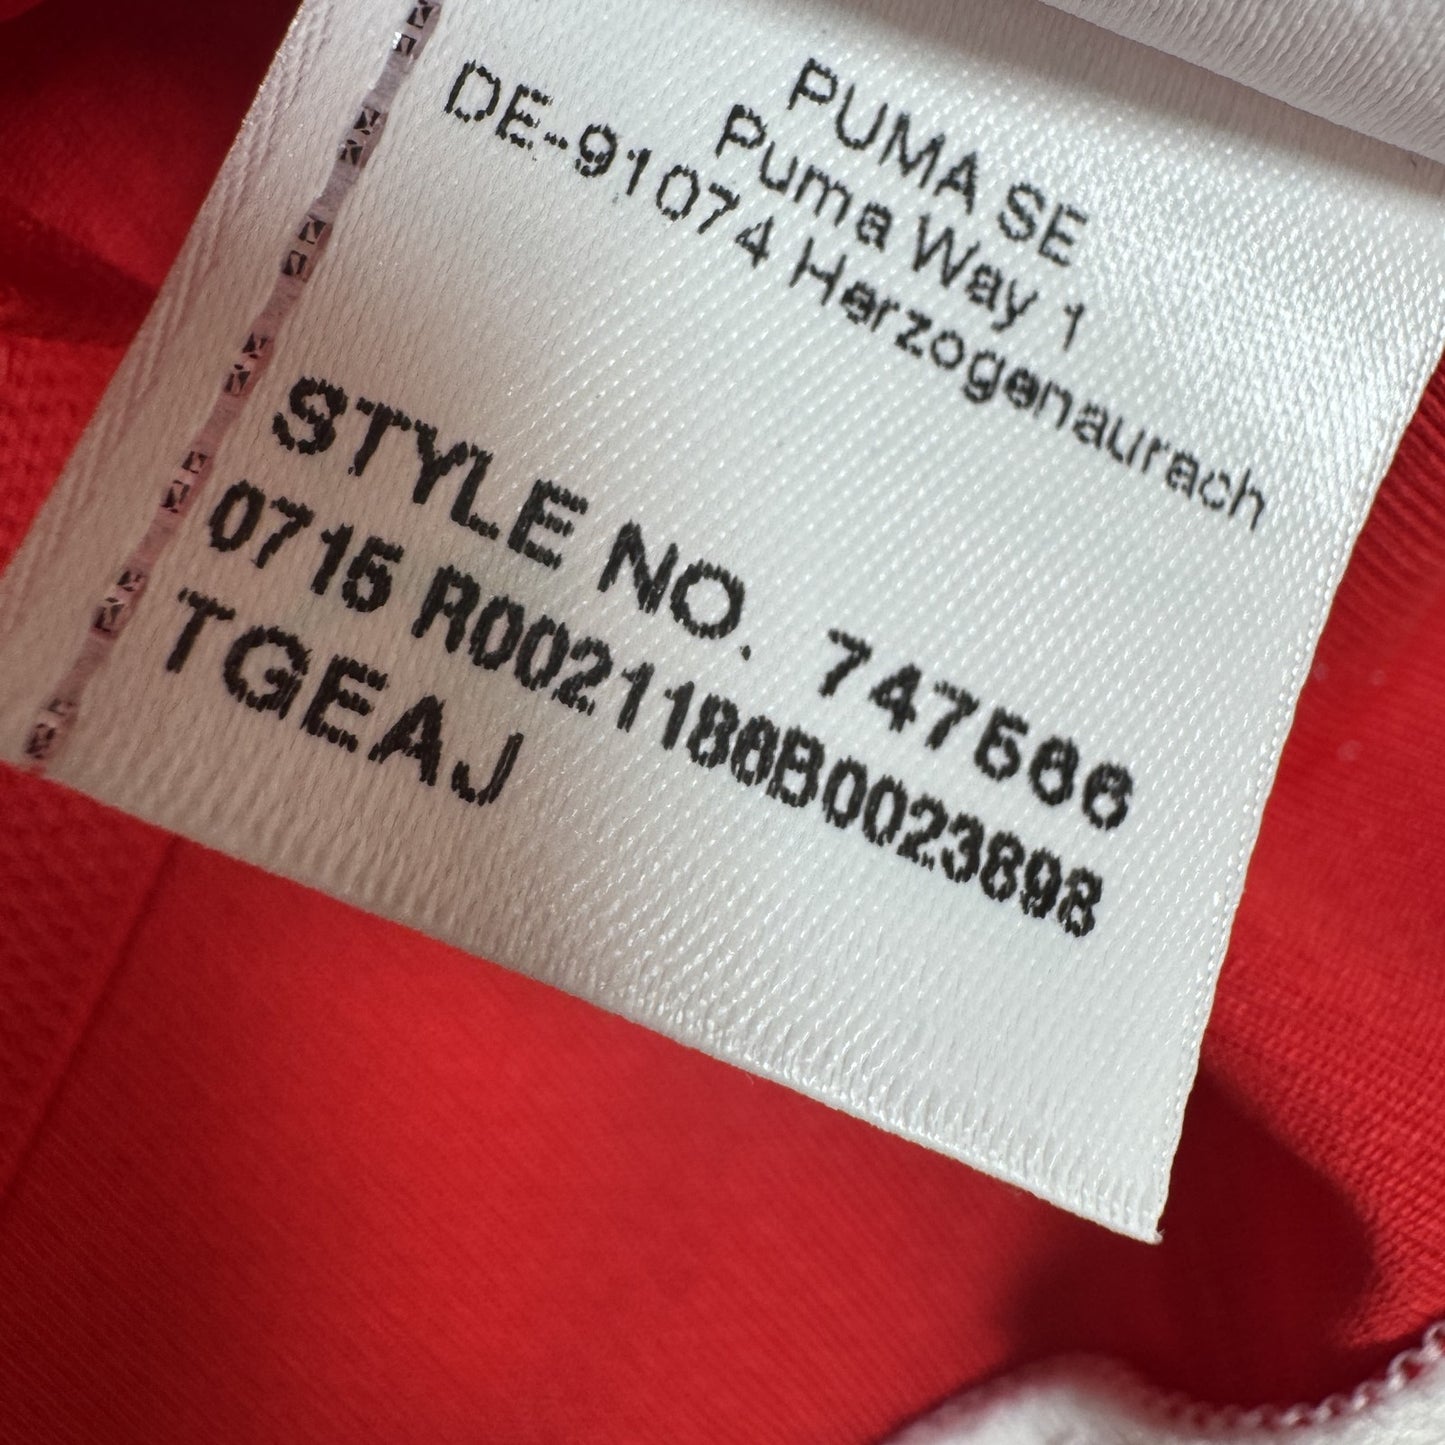 PUMA SE
Puma Way 1
DE-91074 Herzogenaurach
STYLE NO. 747566
0715 R0021186B0023898
TGEAJ